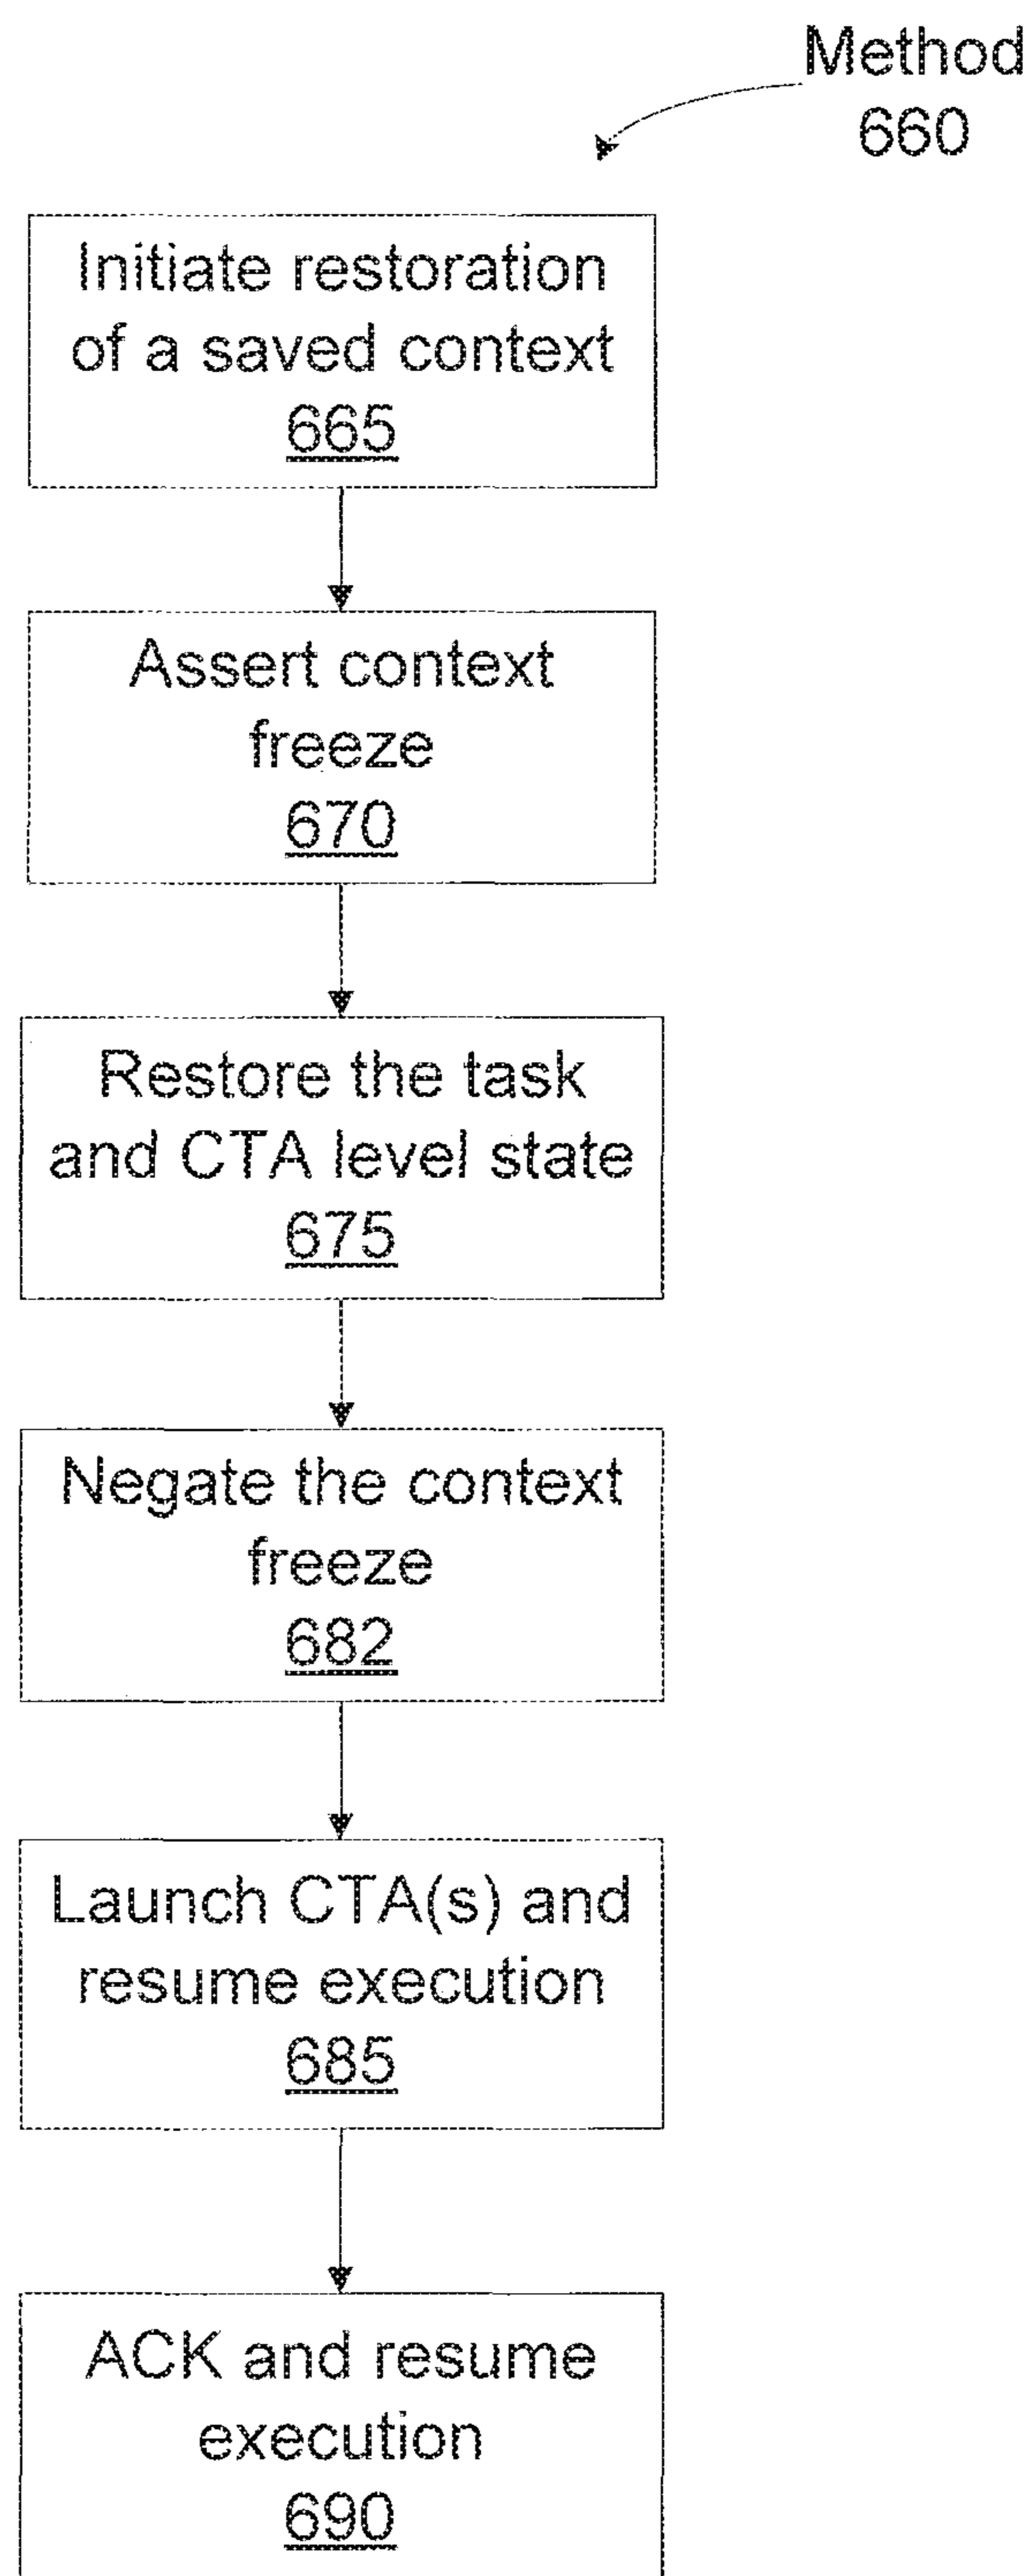 Method
660
Initiate restoration
of a saved context
665
Assert context
freeze
670
Restore the task
and CTA level state
675
Negate the context
freeze
682
Launch CTA(s) and
resume execution
685
ACK and resume
execution
690